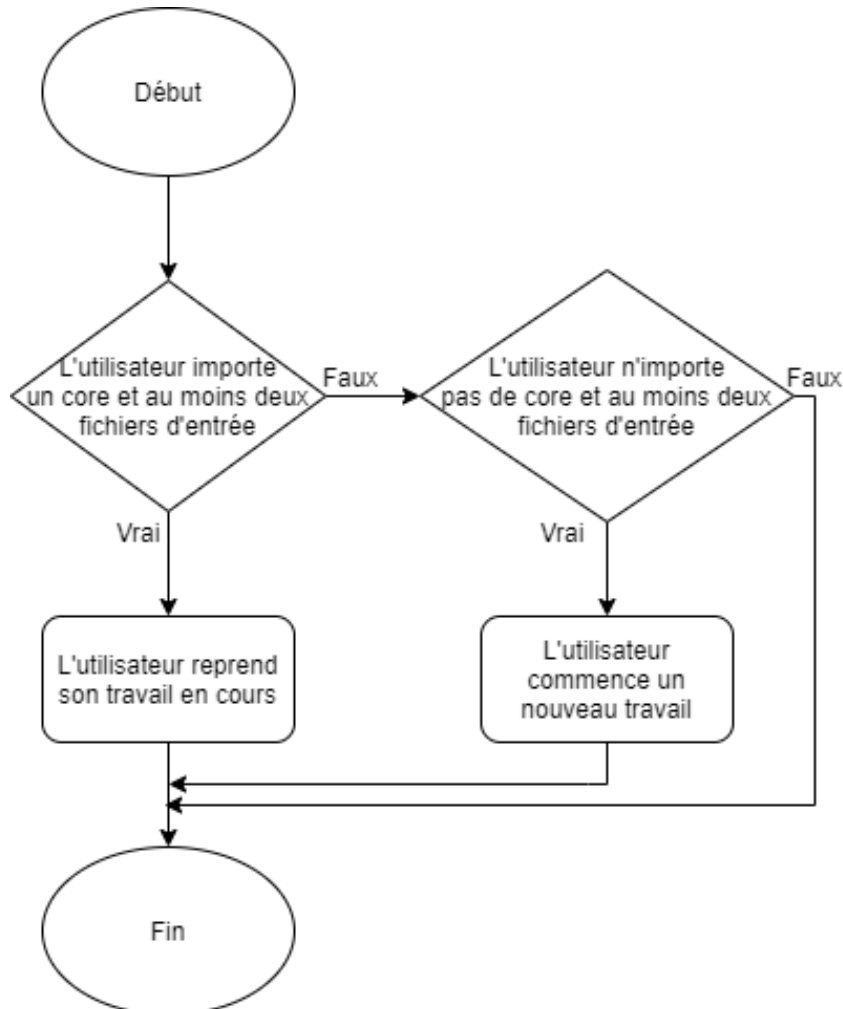 Début
L'utilisateur importe
un core et au moins deux
fichiers d'entrée
Faux
L'utilisateur n'importe
pas de core et au moins deux
fichiers d'entrée
Faux
Vrai
Vrai
L'utilisateur reprend
son travail en cours
L'utilisateur
commence un
nouveau travail
Fin